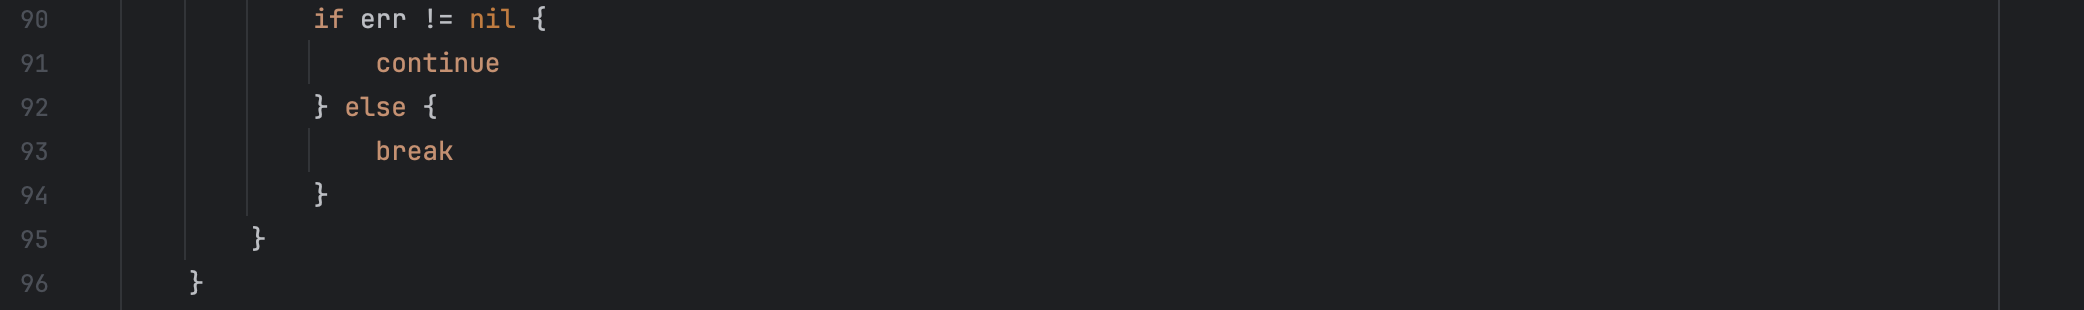 90                 if err != nil {
91                     continue
92                 } else {
93                     break
94                 }
95             }
96         }